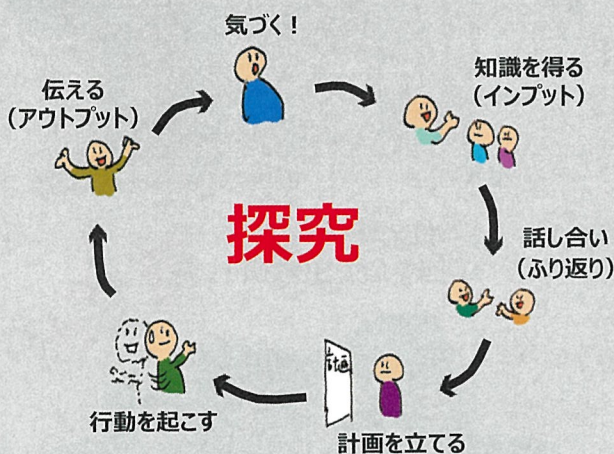 気づく！
知識を得る
（インプット）
話し合い
（ふり返り）
計画を立てる
計画
行動を起こす
伝える
（アウトプット）
探究